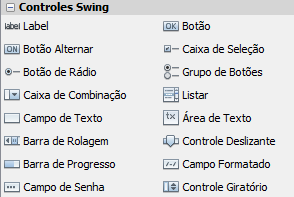 Controles Swing
label Label
OK Botão
ON Botão Alternar
Caixa de Seleção
Botão de Rádio
Grupo de Botões
Caixa de Combinação
Listar
Campo de Texto
tx Área de Texto
Barra de Rolagem
Controle Deslizante
Barra de Progresso
Campo Formatado
Campo de Senha
Controle Giratório